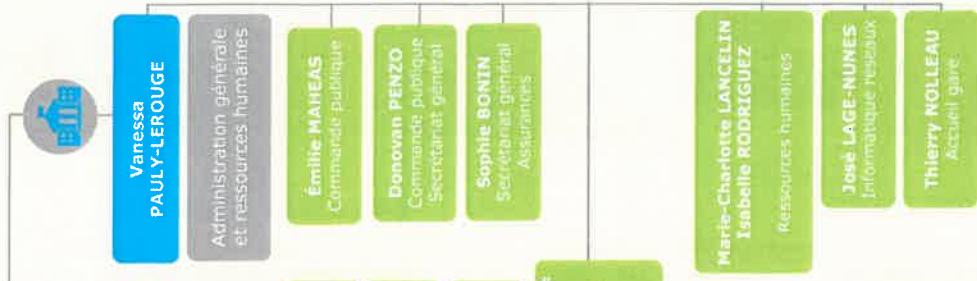 Vanessa
PAULY-LEROUGE
Administration générale
et ressources humaines
Émilie MAHEAS
Commande publique
Donovan PENZO
Commande publique
Secrétariat général
Sophie BONIN
Secrétariat général
Assurances
Marie-Charlotte LANCELIN
Isabelle RODRIGUEZ
Ressources humaines
José LAGE-NUNES
Informatique réseaux
Thierry NOLLEAU
Accueil gare